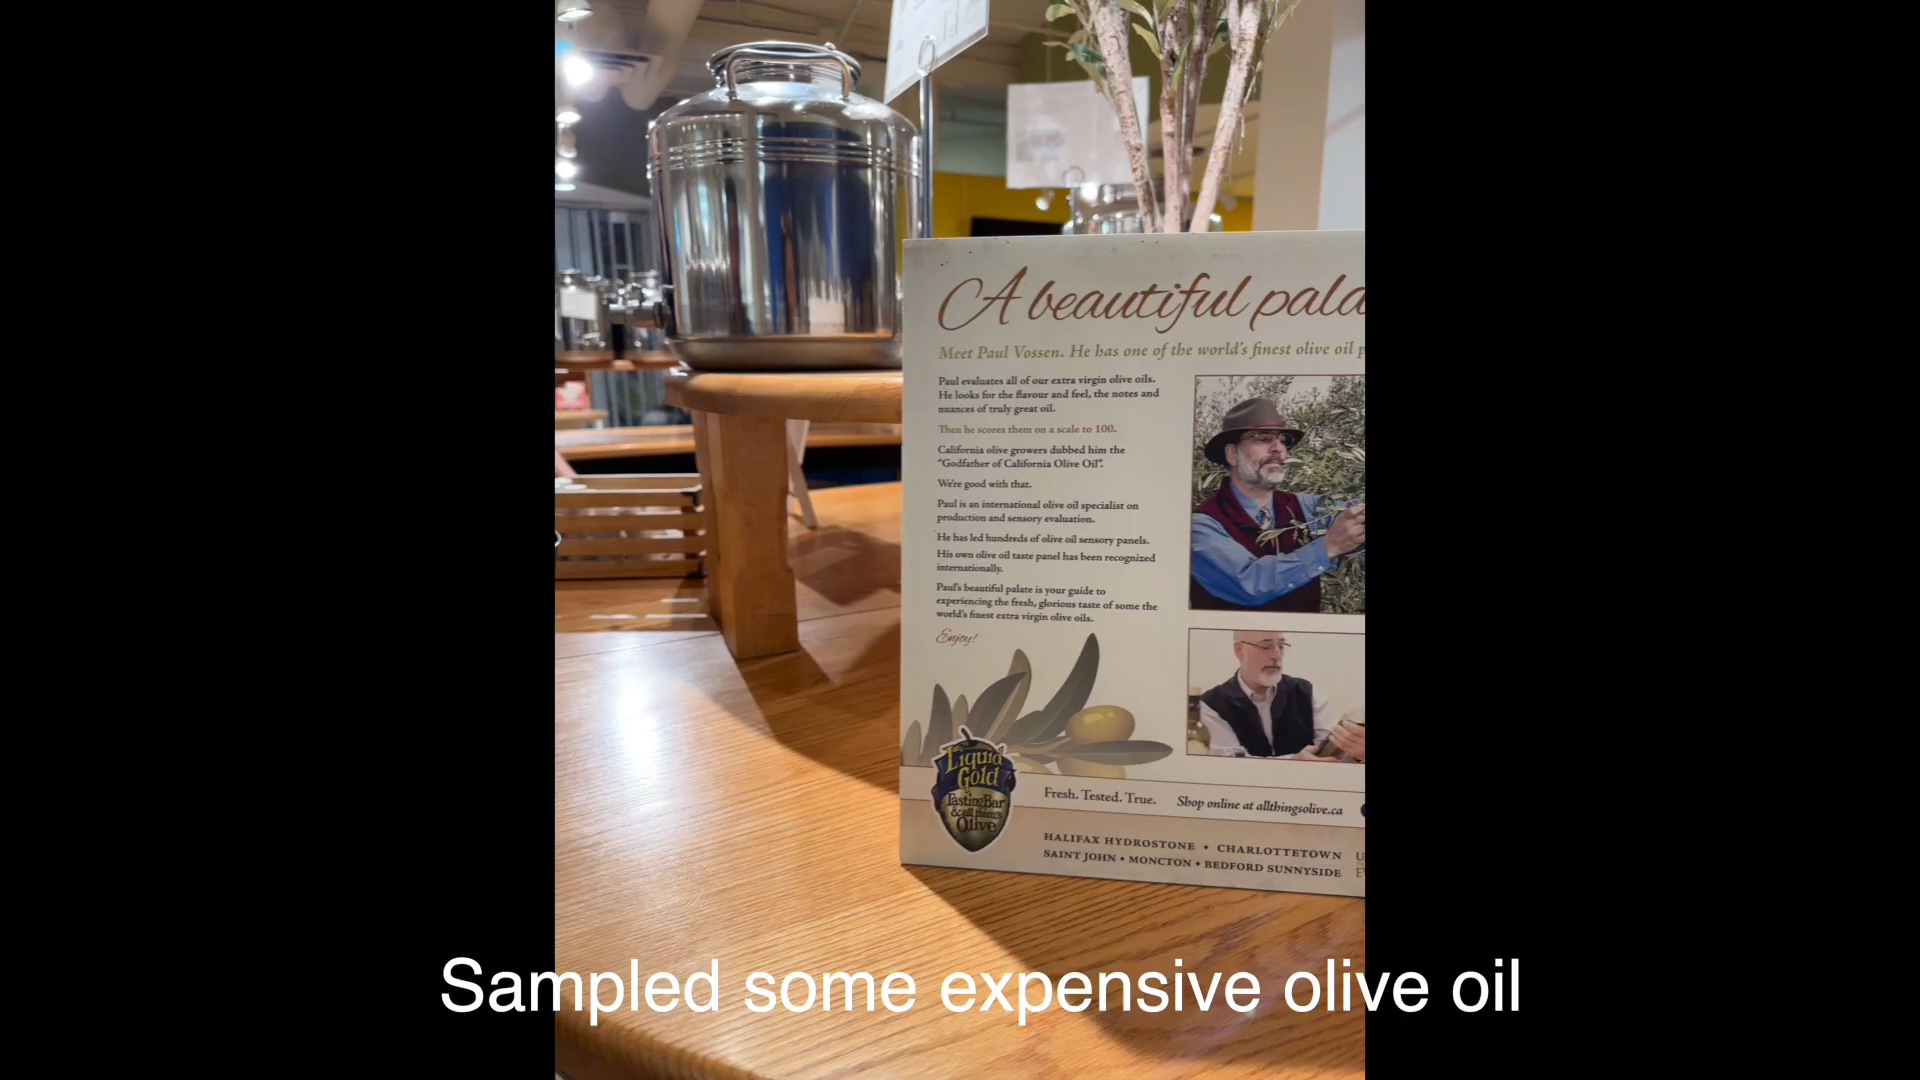 A beautiful pala
Meet Paul Vossen. He has one of the world's finest olive oil p
Paul evaluates all of our extra virgin olive oils.
He looks for the flavour and feel, the notes and
nuances of truly great oil.
Then he scores them on a scale to 100.
California olive growers dubbed him the
"Godfather of California Olive Oil".
We're good with that.
Paul is an international olive oil specialist on
production and sensory evaluation.
He has led hundreds of olive oil sensory panels.
His own olive oil taste panel has been recognized
internationally.
Paul's beautiful palate is your guide to
experiencing the fresh, glorious taste of some the
world's finest extra virgin olive oils.
Enjoy!
Liquid
Gold
Tasting Bar
& all things
Olive
Fresh. Tested. True. Shop online at allthingsolive.ca
HALIFAX HYDROSTONE • CHARLOTTETOWN
SAINT JOHN • MONCTON • BEDFORD SUNNYSIDE
Sampled some expensive olive oil